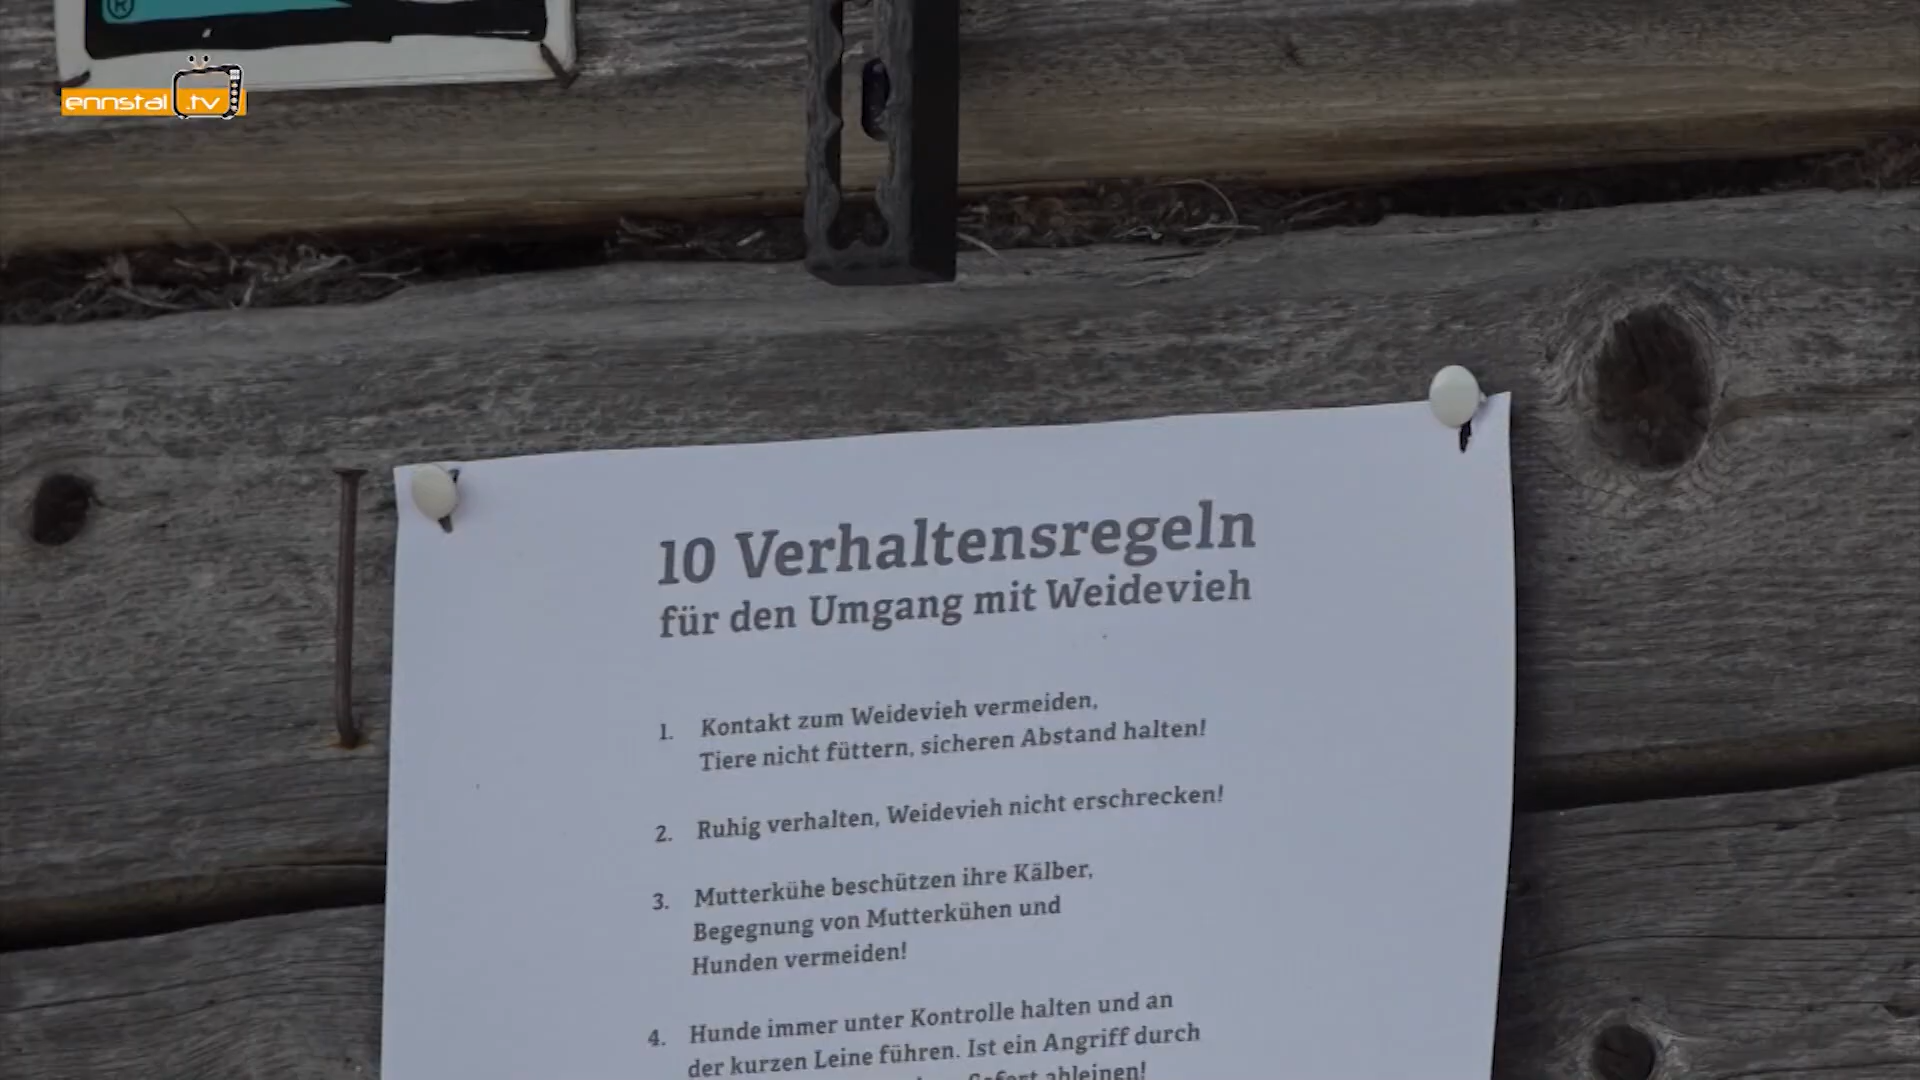 ®
ennstal .tv
10 Verhaltensregeln
für den Umgang mit Weidevieh
1. Kontakt zum Weidevieh vermeiden,
Tiere nicht füttern, sicheren Abstand halten!
2. Ruhig verhalten, Weidevieh nicht erschrecken!
3. Mutterkühe beschützen ihre Kälber,
Begegnung von Mutterkühen und
Hunden vermeiden!
4. Hunde immer unter Kontrolle halten und an
der kurzen Leine führen. Ist ein Angriff durch
Sofort ableinen!